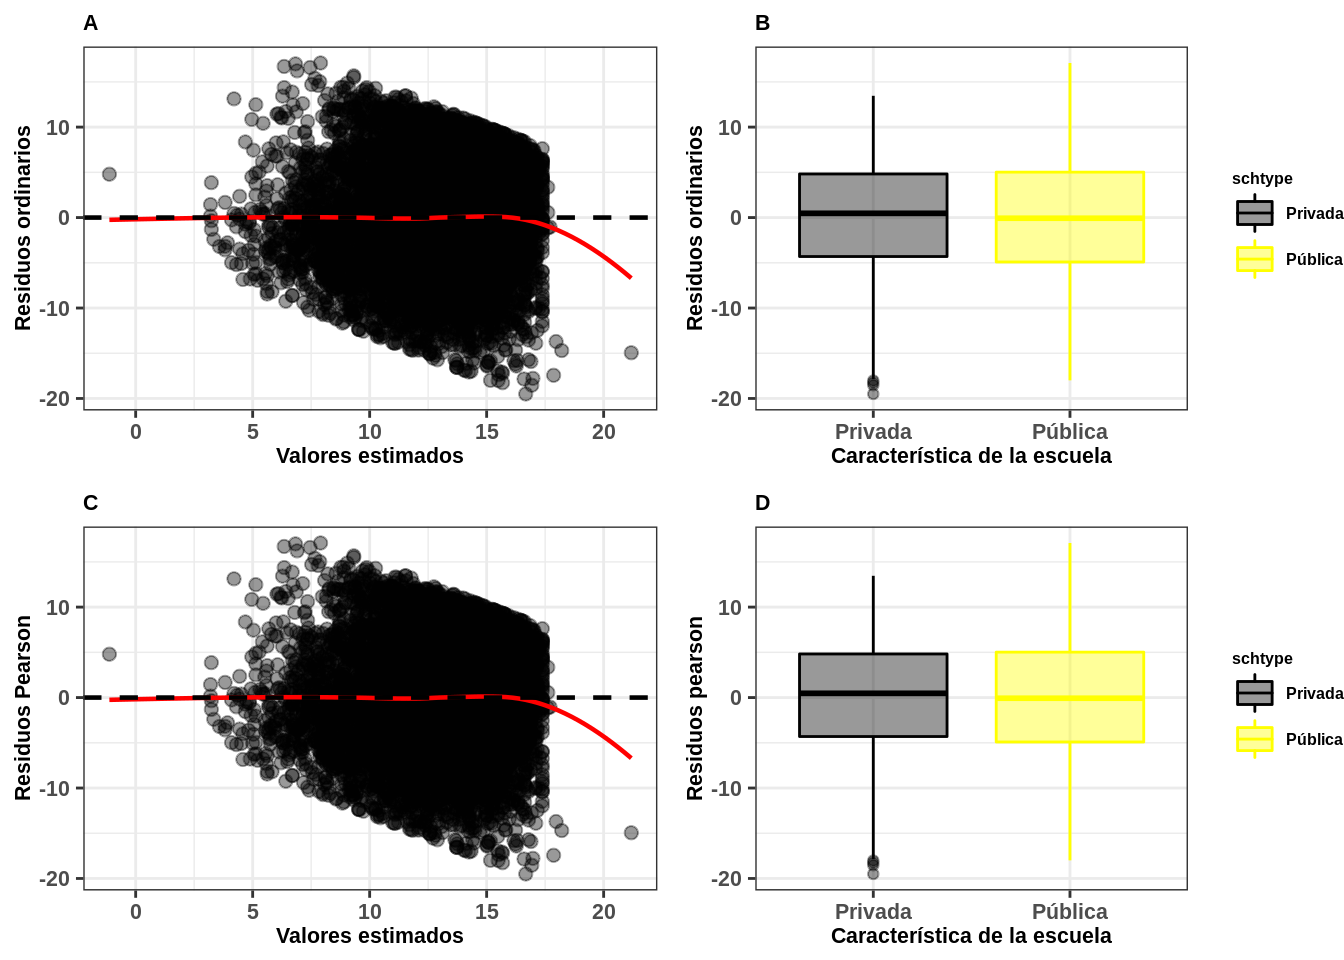 A
Residuos ordinarios
10
0
-10
-20
0 5 10 15 20
Valores estimados
B
Residuos ordinarios
10
0
-10
-20
Privada Pública
Característica de la escuela
schtype
Privada
Pública
C
Residuos Pearson
10
0
-10
-20
0 5 10 15 20
Valores estimados
D
Residuos pearson
10
0
-10
-20
Privada Pública
Característica de la escuela
schtype
Privada
Pública